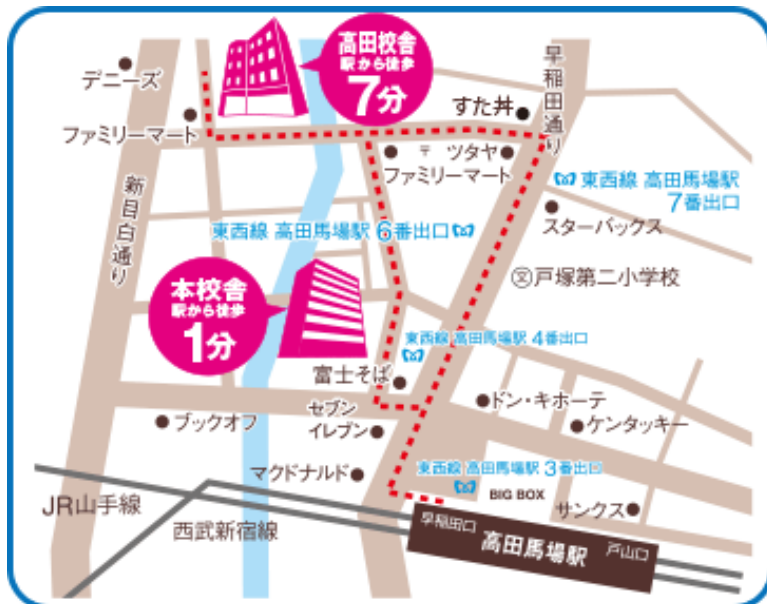 高田校舎
駅から徒歩
7分
早稲田通り
デニーズ
すた丼
ファミリーマート
〒 ツタヤ
ファミリーマート
東西線 高田馬場駅
7番出口
新目白通り
スターバックス
東西線 高田馬場駅 6番出口
文戸塚第二小学校
本校舎
駅から徒歩
1分
東西線 高田馬場駅 4番出口
富士そば
ドン・キホーテ
セブン
イレブン
ブックオフ
ケンタッキー
マクドナルド
東西線 高田馬場駅 3番出口
BIG BOX
サンクス
JR山手線
西武新宿線
早稲田口
高田馬場駅
戸山口